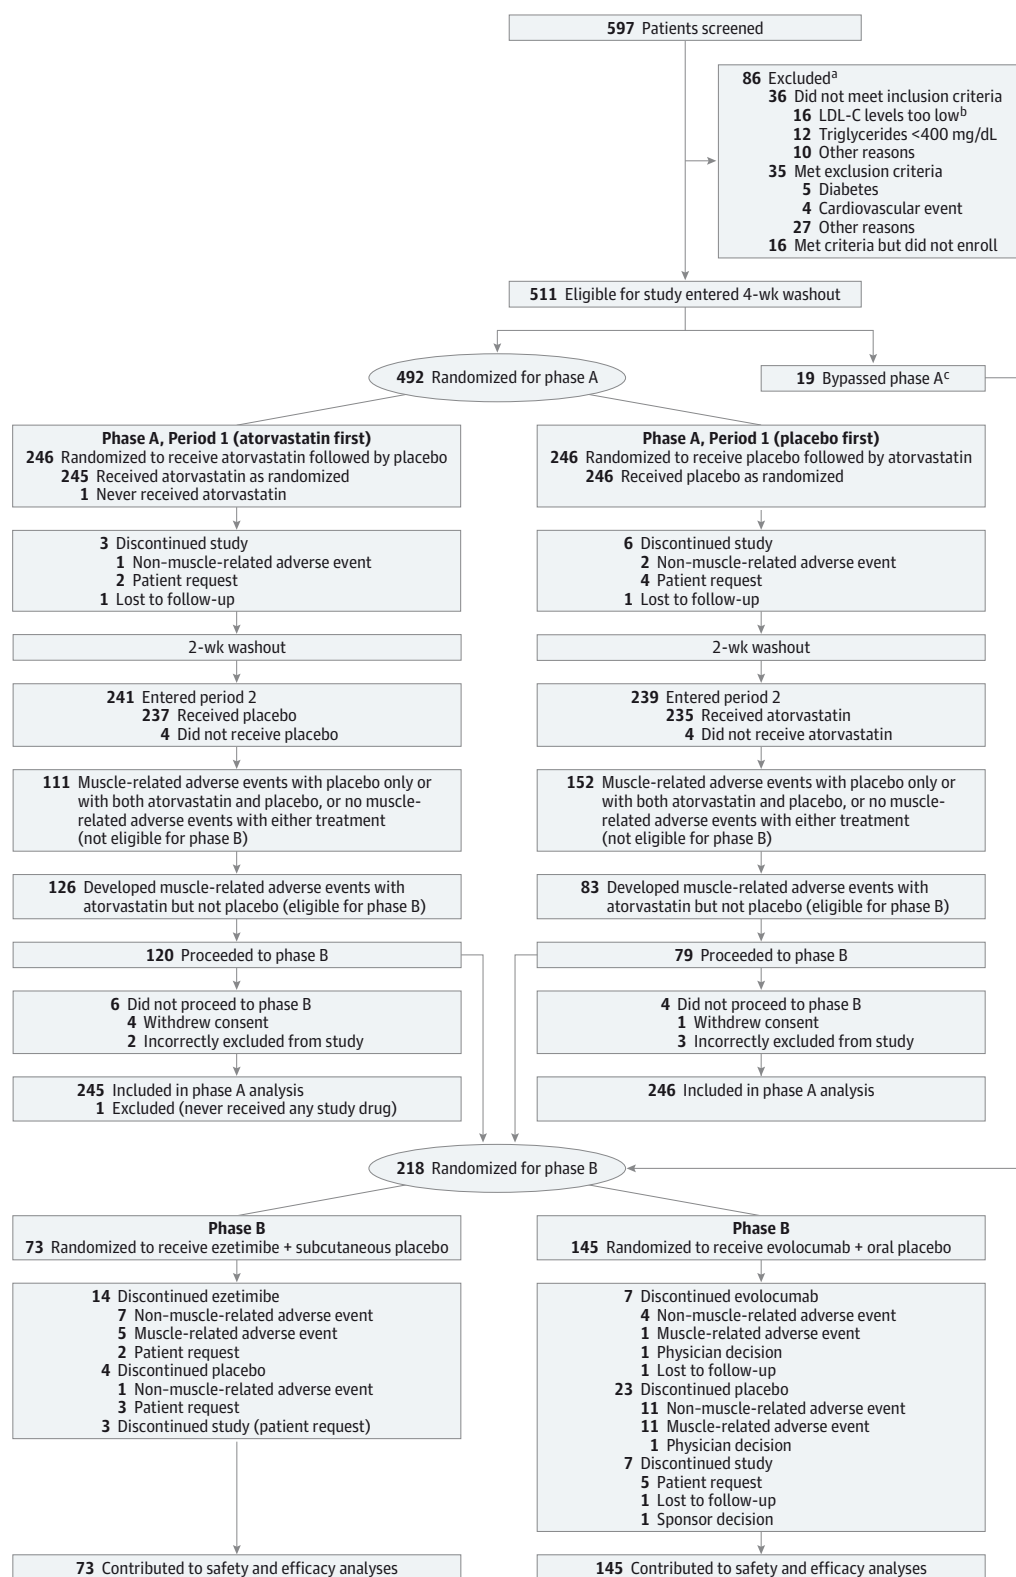 597 Patients screened
86 Excludedᵃ
36 Did not meet inclusion criteria
16 LDL-C levels too lowᵇ
12 Triglycerides <400 mg/dL
10 Other reasons
35 Met exclusion criteria
5 Diabetes
4 Cardiovascular event
27 Other reasons
16 Met criteria but did not enroll
511 Eligible for study entered 4-wk washout
492 Randomized for phase A
19 Bypassed phase Aᶜ
Phase A, Period 1 (atorvastatin first)
246 Randomized to receive atorvastatin followed by placebo
245 Received atorvastatin as randomized
1 Never received atorvastatin
Phase A, Period 1 (placebo first)
246 Randomized to receive placebo followed by atorvastatin
246 Received placebo as randomized
3 Discontinued study
1 Non-muscle-related adverse event
2 Patient request
1 Lost to follow-up
6 Discontinued study
2 Non-muscle-related adverse event
4 Patient request
1 Lost to follow-up
2-wk washout
2-wk washout
241 Entered period 2
237 Received placebo
4 Did not receive placebo
239 Entered period 2
235 Received atorvastatin
4 Did not receive atorvastatin
111 Muscle-related adverse events with placebo only or
with both atorvastatin and placebo, or no muscle-
related adverse events with either treatment
(not eligible for phase B)
152 Muscle-related adverse events with placebo only or
with both atorvastatin and placebo, or no muscle-
related adverse events with either treatment
(not eligible for phase B)
126 Developed muscle-related adverse events with
atorvastatin but not placebo (eligible for phase B)
83 Developed muscle-related adverse events with
atorvastatin but not placebo (eligible for phase B)
120 Proceeded to phase B
79 Proceeded to phase B
6 Did not proceed to phase B
4 Withdrew consent
2 Incorrectly excluded from study
4 Did not proceed to phase B
1 Withdrew consent
3 Incorrectly excluded from study
245 Included in phase A analysis
1 Excluded (never received any study drug)
246 Included in phase A analysis
218 Randomized for phase B
Phase B
73 Randomized to receive ezetimibe + subcutaneous placebo
Phase B
145 Randomized to receive evolocumab + oral placebo
14 Discontinued ezetimibe
7 Non-muscle-related adverse event
5 Muscle-related adverse event
2 Patient request
4 Discontinued placebo
1 Non-muscle-related adverse event
3 Patient request
3 Discontinued study (patient request)
7 Discontinued evolocumab
4 Non-muscle-related adverse event
1 Muscle-related adverse event
1 Physician decision
1 Lost to follow-up
23 Discontinued placebo
11 Non-muscle-related adverse event
11 Muscle-related adverse event
1 Physician decision
7 Discontinued study
5 Patient request
1 Lost to follow-up
1 Sponsor decision
73 Contributed to safety and efficacy analyses
145 Contributed to safety and efficacy analyses